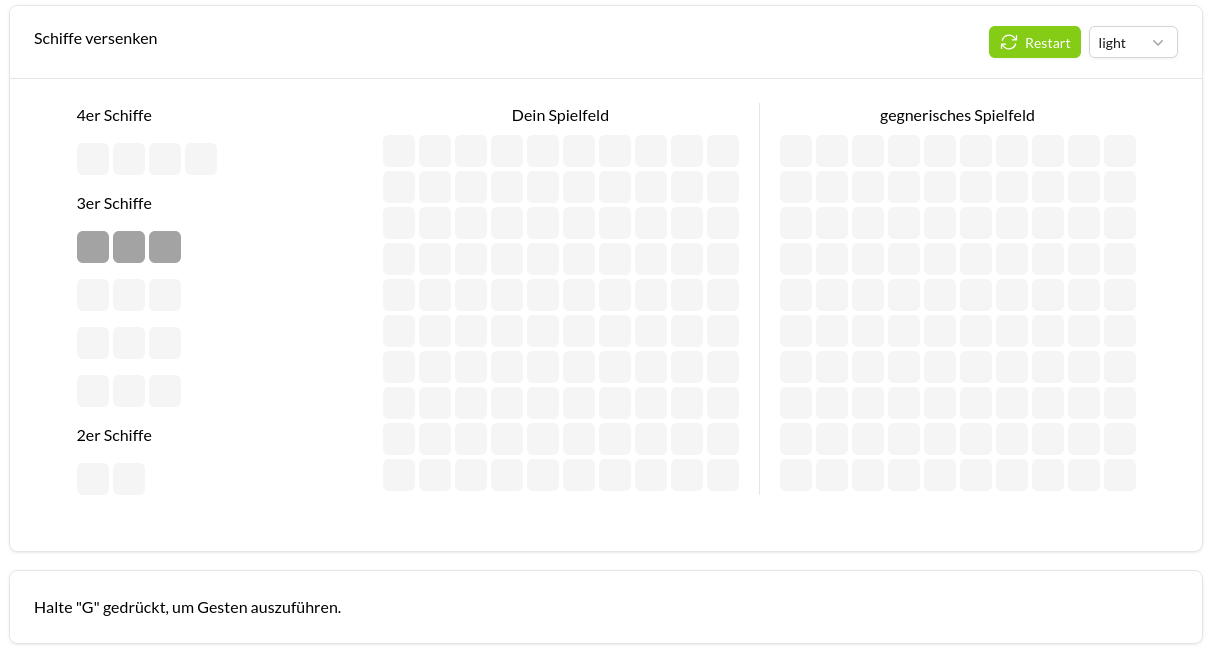 Schiffe versenken
Restart
light
4er Schiffe
Dein Spielfeld
gegnerisches Spielfeld
3er Schiffe
2er Schiffe
Halte "G" gedrückt, um Gesten auszuführen.